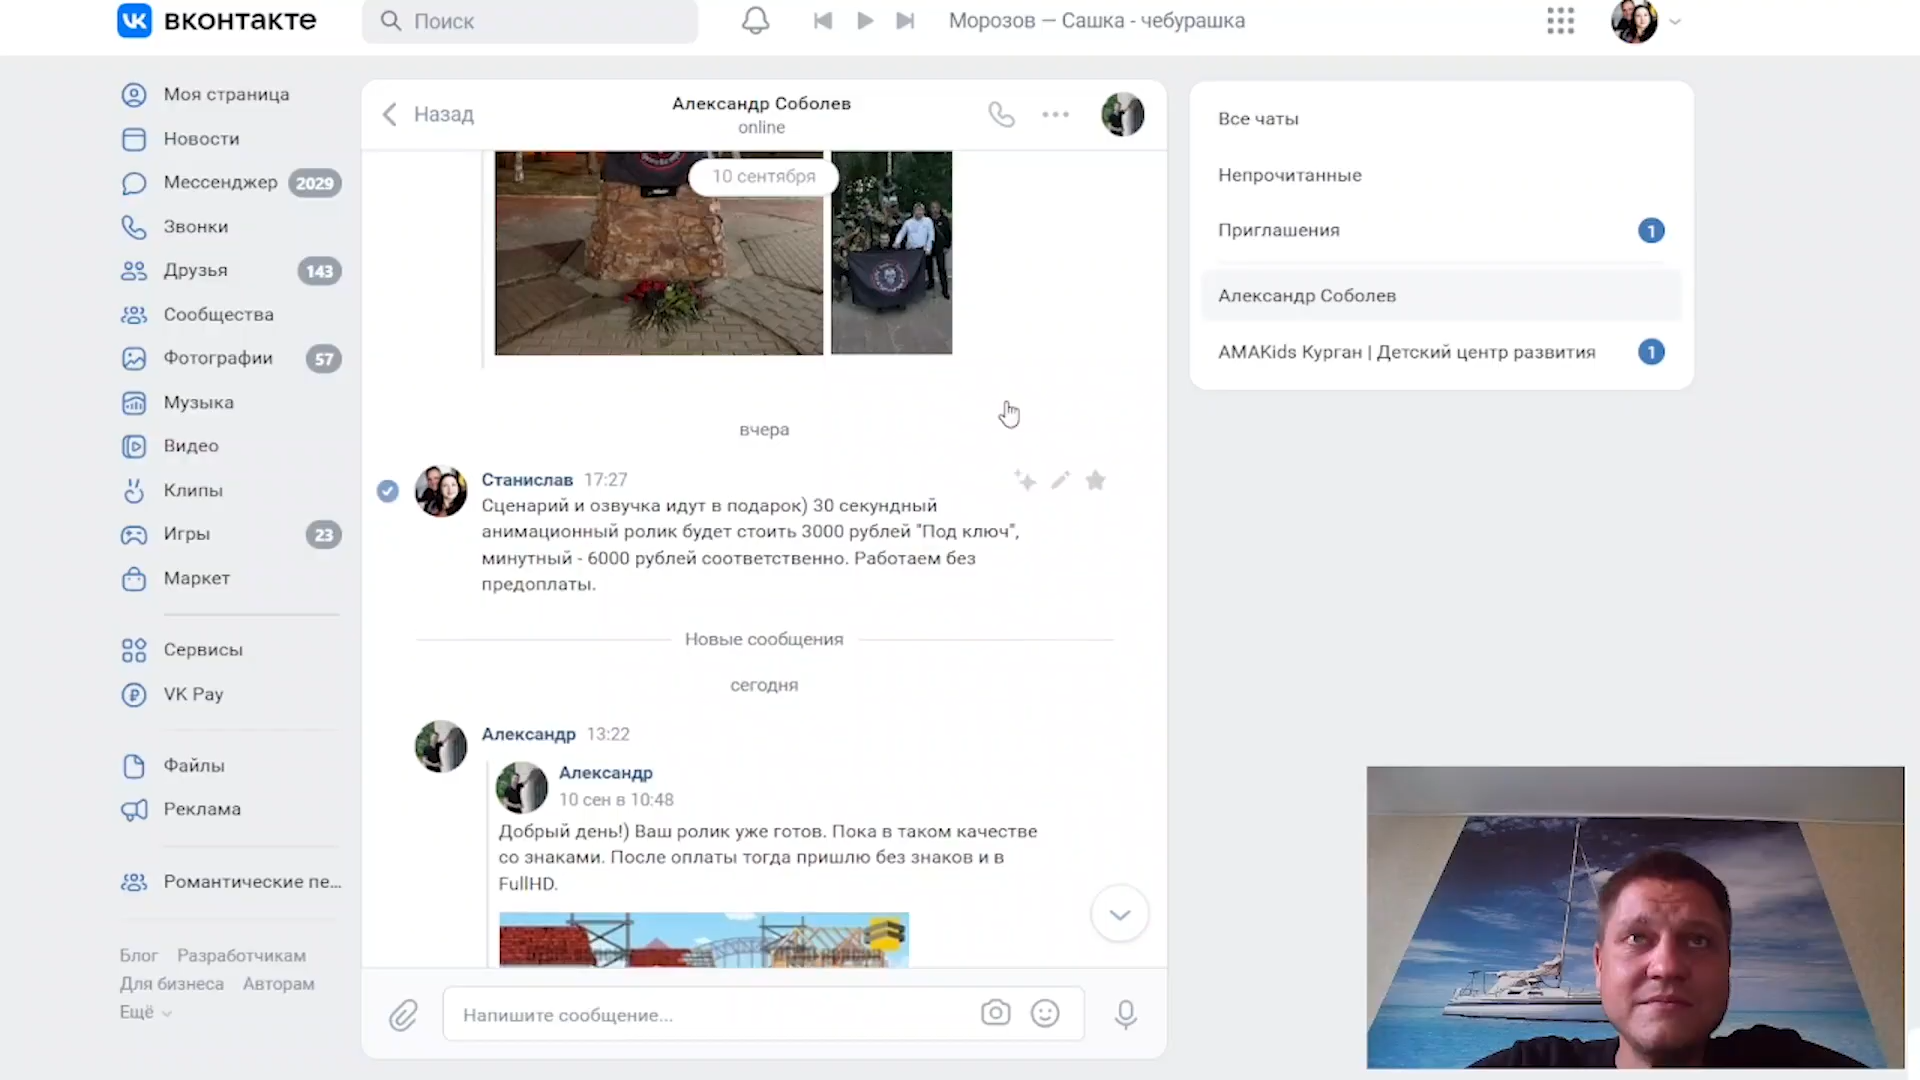 вконтакте
Поиск
Морозов — Сашка - чебурашка
Моя страница
Новости
Мессенджер 2029
Звонки
Друзья 143
Сообщества
Фотографии 57
Музыка
Видео
Клипы
Игры 23
Маркет
Сервисы
VK Pay
Файлы
Реклама
Романтические пе...
Блог Разработчикам
Для бизнеса Авторам
Ещё
Назад
Александр Соболев
online
10 сентября
вчера
Станислав 17:27
Сценарий и озвучка идут в подарок) 30 секундный
анимационный ролик будет стоить 3000 рублей "Под ключ",
минутный - 6000 рублей соответственно. Работаем без
предоплаты.
Новые сообщения
сегодня
Александр 13:22
Александр
10 сен в 10:48
Добрый день!) Ваш ролик уже готов. Пока в таком качестве
со знаками. После оплаты тогда пришлю без знаков и в
FullHD.
Напишите сообщение...
Все чаты
Непрочитанные
Приглашения 1
Александр Соболев
AMAKids Курган | Детский центр развития 1